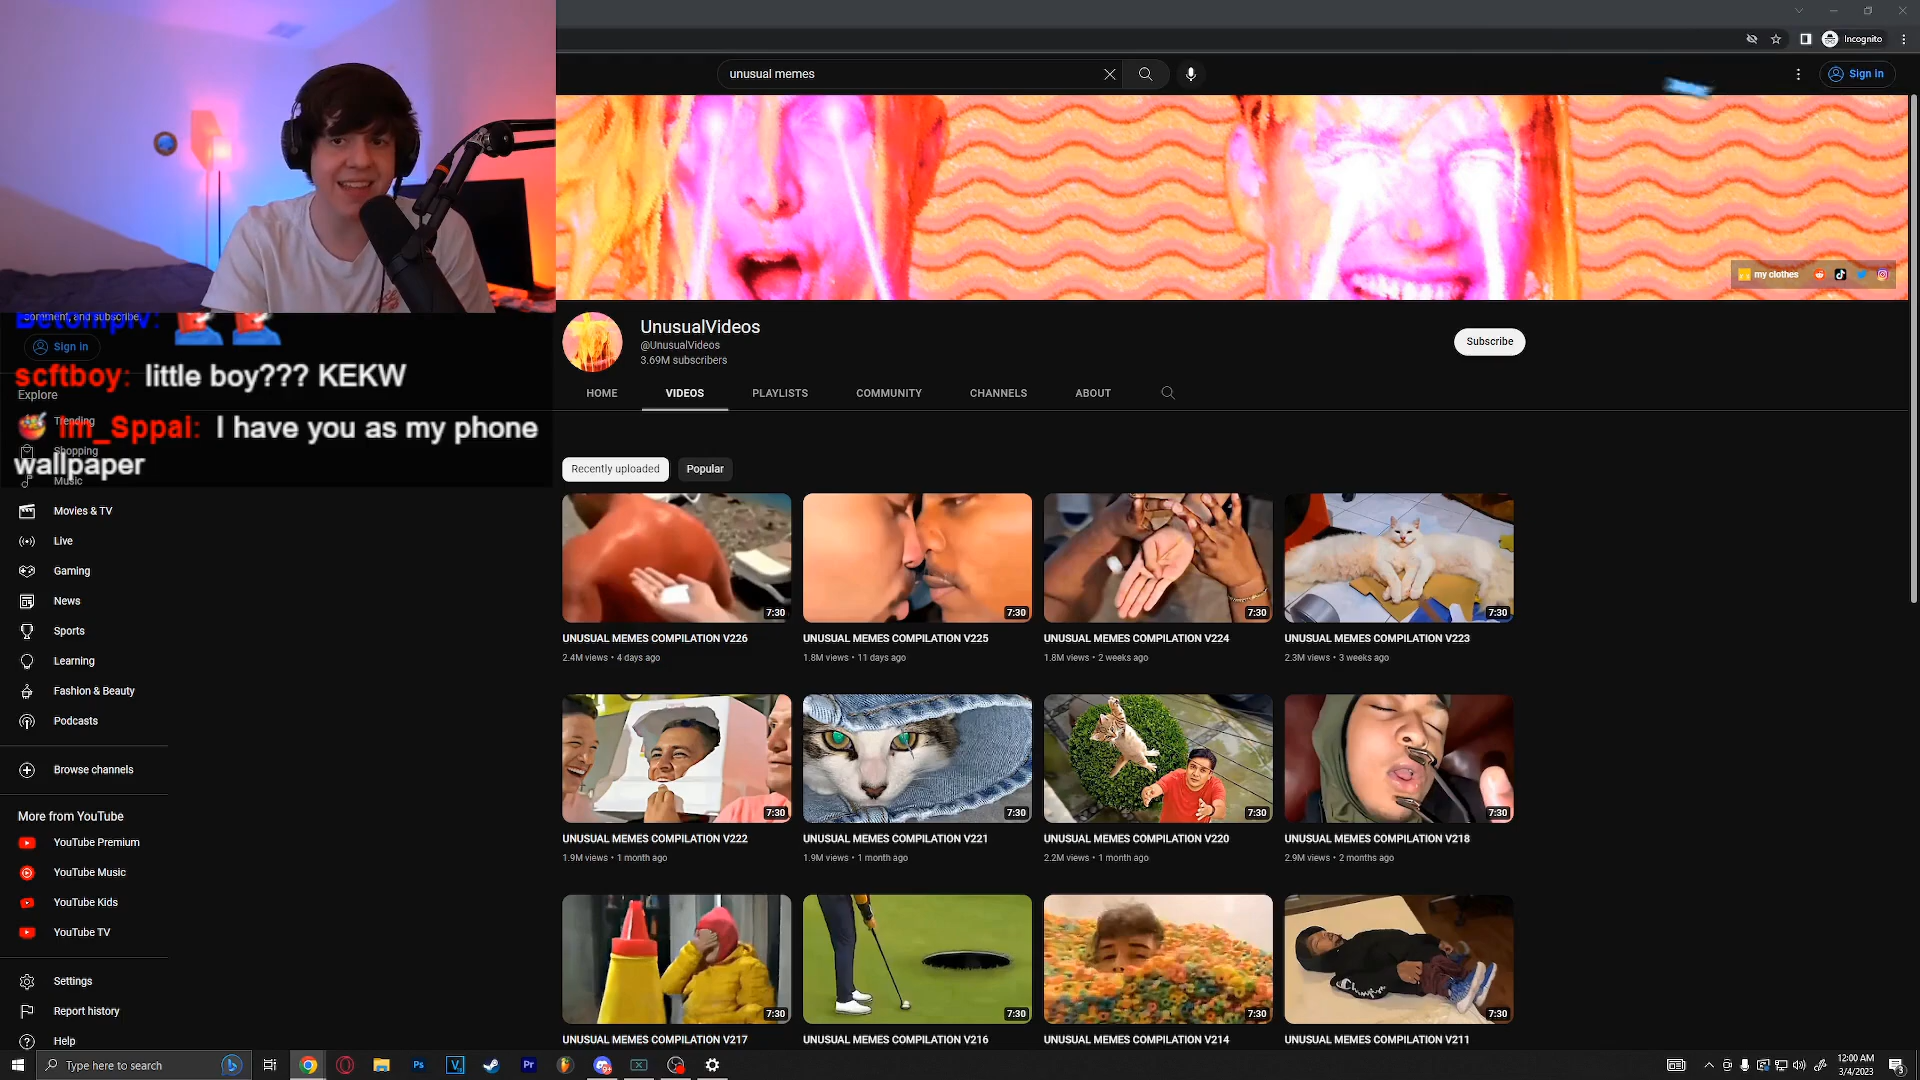 Incognito
unusual memes
Sign in
my clothes
comment, and subscribe.
Betomplv:
Sign in
scftboy: little boy??? KEKW
Explore
Trending
Im_Sppai: I have you as my phone
Shopping
wallpaper
Music
Movies & TV
Live
Gaming
News
Sports
Learning
Fashion & Beauty
Podcasts
Browse channels
More from YouTube
YouTube Premium
YouTube Music
YouTube Kids
YouTube TV
Settings
Report history
Help
UnusualVideos
@UnusualVideos
3.69M subscribers
Subscribe
HOME VIDEOS PLAYLISTS COMMUNITY CHANNELS ABOUT
Recently uploaded Popular
7:30 7:30 7:30 7:30
UNUSUAL MEMES COMPILATION V226 UNUSUAL MEMES COMPILATION V225 UNUSUAL MEMES COMPILATION V224 UNUSUAL MEMES COMPILATION V223
2.4M views • 4 days ago 1.8M views • 11 days ago 1.8M views • 2 weeks ago 2.3M views • 3 weeks ago
7:30 7:30 7:30 7:30
UNUSUAL MEMES COMPILATION V222 UNUSUAL MEMES COMPILATION V221 UNUSUAL MEMES COMPILATION V220 UNUSUAL MEMES COMPILATION V218
1.9M views • 1 month ago 1.9M views • 1 month ago 2.2M views • 1 month ago 2.9M views • 2 months ago
Champion
7:30 7:30 7:30 7:30
UNUSUAL MEMES COMPILATION V217 UNUSUAL MEMES COMPILATION V216 UNUSUAL MEMES COMPILATION V214 UNUSUAL MEMES COMPILATION V211
Type here to search
Ps
V
Pr
9+
12:00 AM
3/4/2023
3